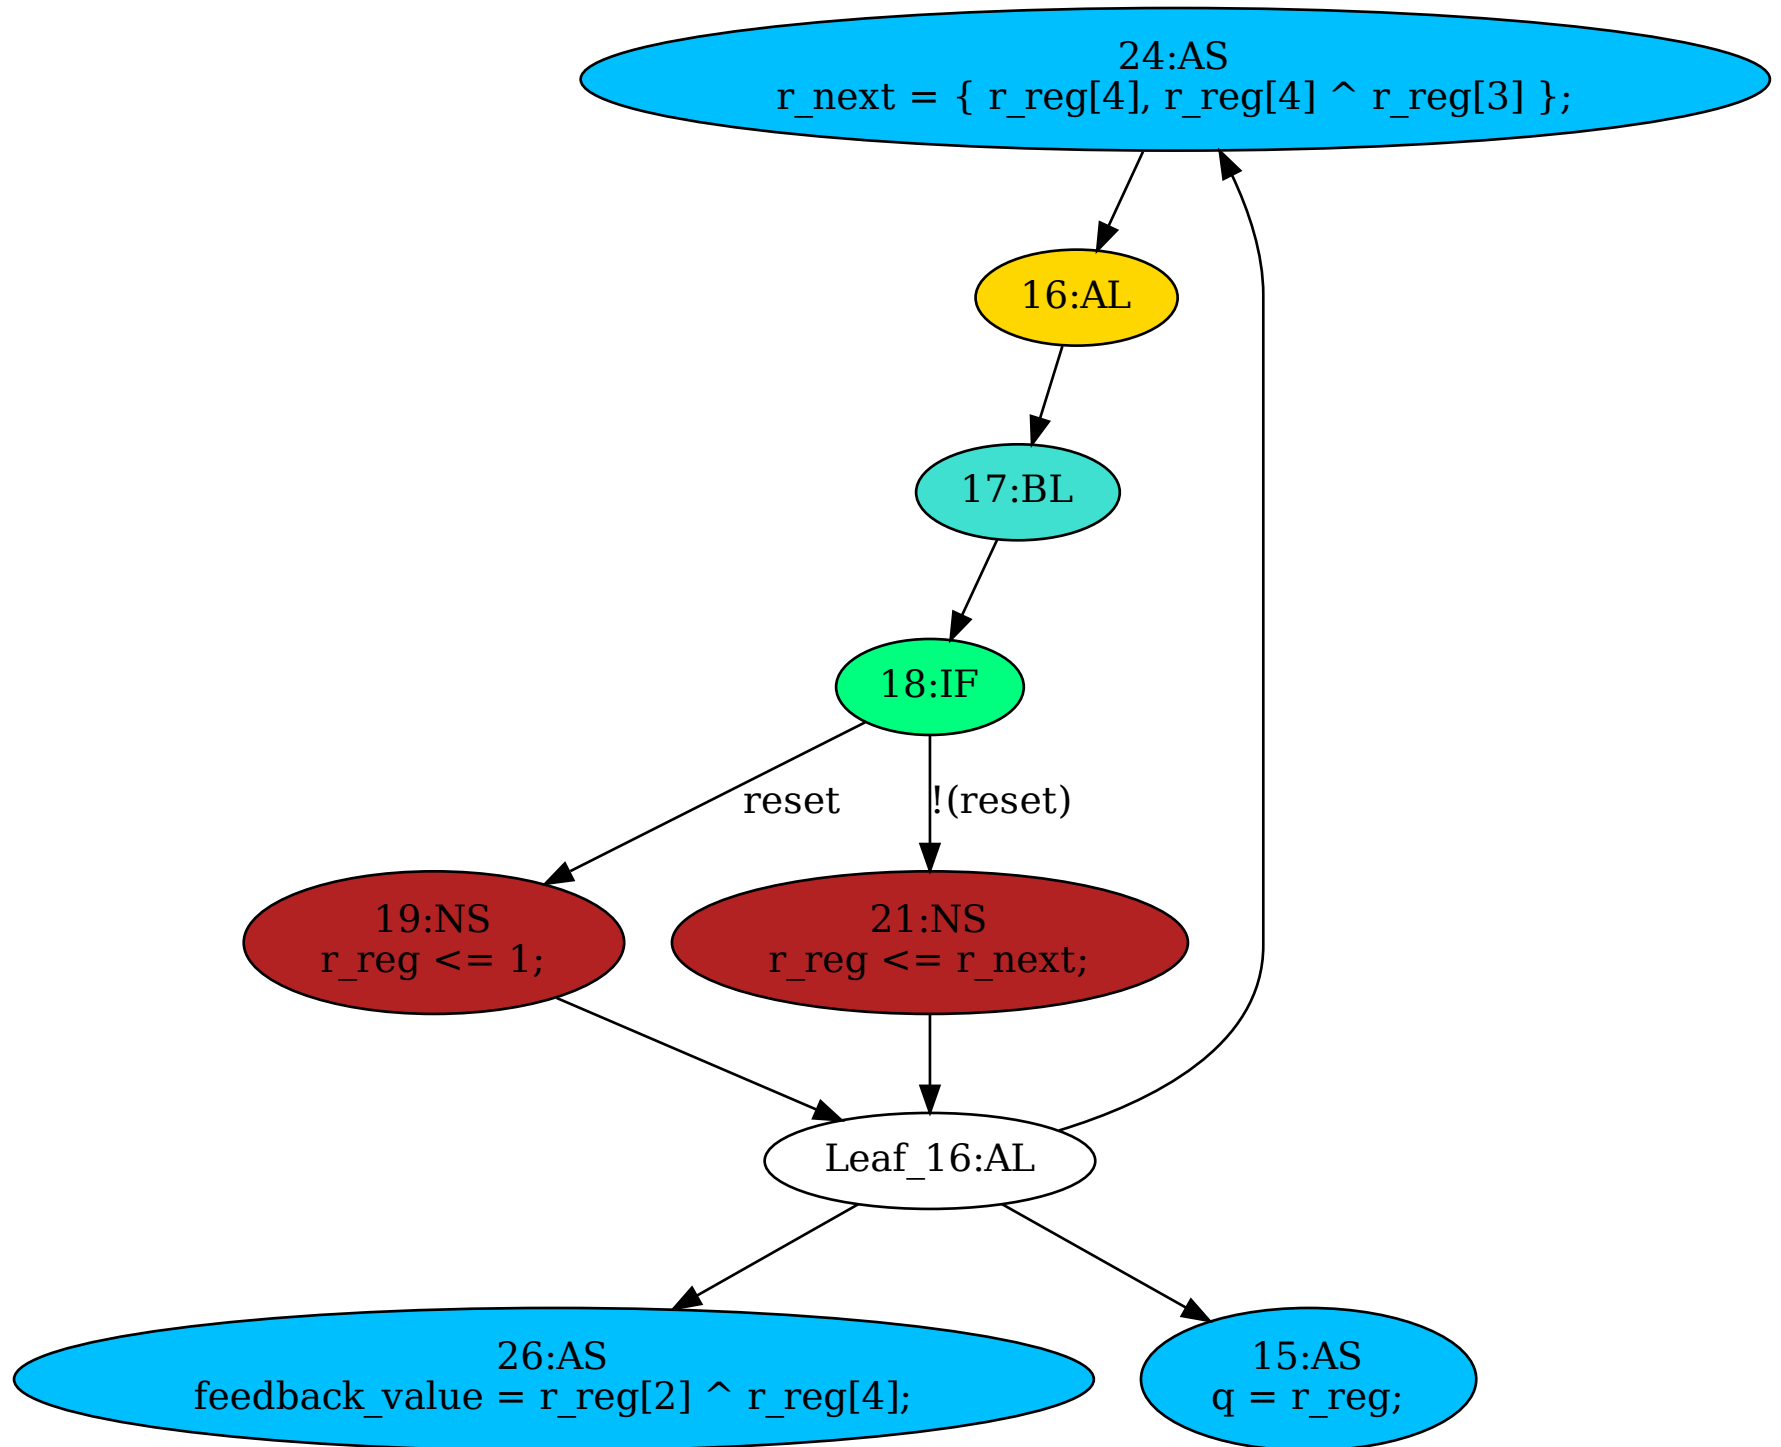 24:AS
r_next = { r_reg[4], r_reg[4] ^ r_reg[3] };
16:AL
17:BL
18:IF
reset
!(reset)
19:NS
r_reg <= 1;
21:NS
r_reg <= r_next;
Leaf_16:AL
26:AS
feedback_value = r_reg[2] ^ r_reg[4];
15:AS
q = r_reg;